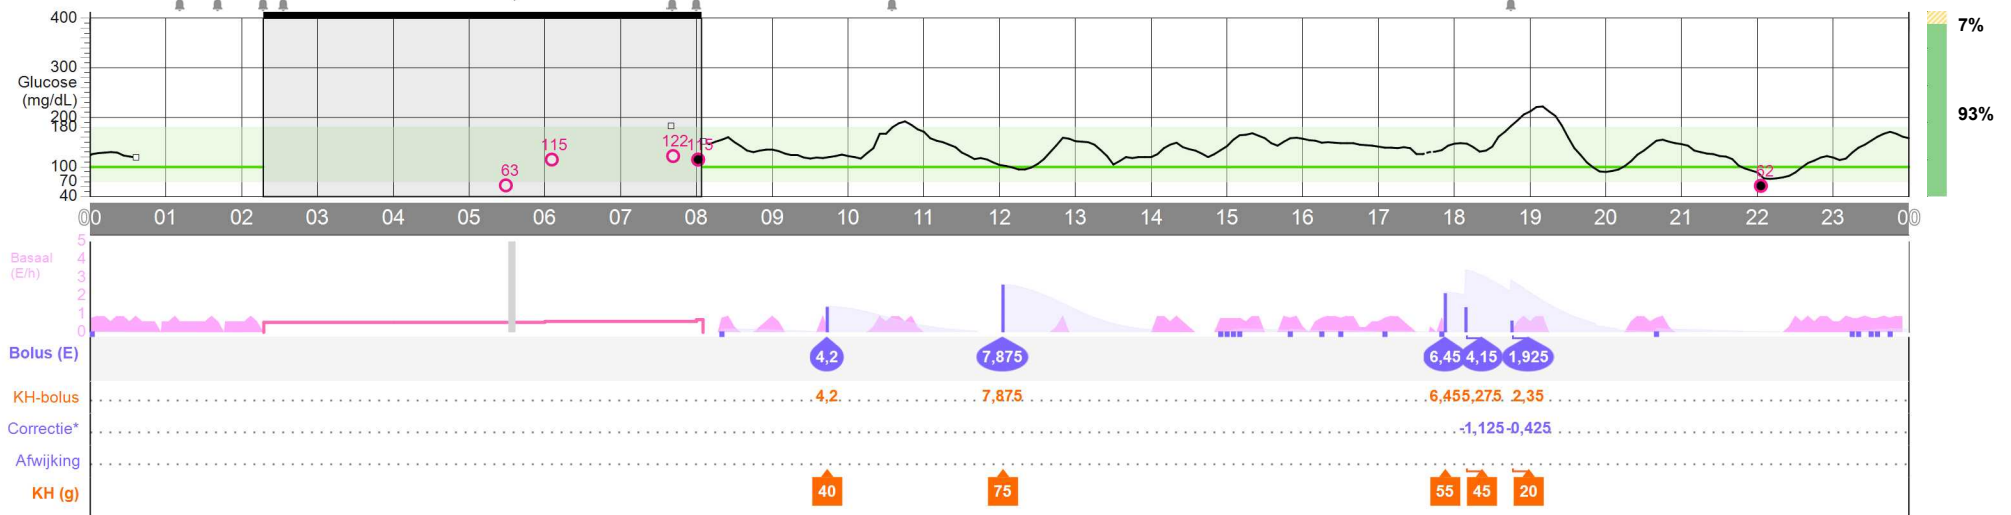 400
7%
300
Glucose
(mg/dL)
200
180
93%
122 115
115
100
63
62
70
40
00 01 02 03 04 05 06 07 08 09 10 11 12 13 14 15 16 17 18 19 20 21 22 23 00
5
Basaal
(E/h)
4
3
2
1
0
Bolus (E) 4,2 7,875 6,45 4,15 1,925
KH-bolus 4,2 7,875 6,45 5,275 2,35
Correctie* -1,125 -0,425
Afwijking
KH (g) 40 75 55 45 20